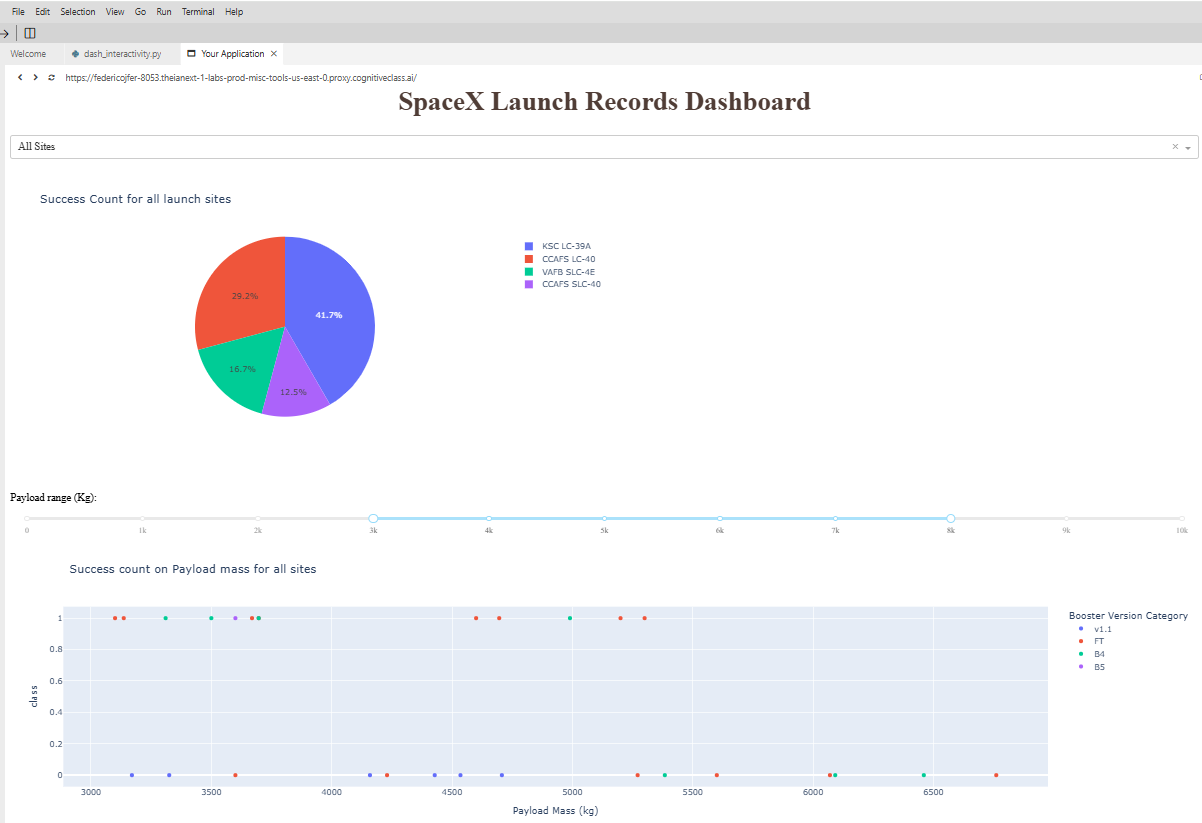 File Edit Selection View Go Run Terminal Help
Welcome dash_interactivity.py Your Application
https://federicojfer-8053.theianext-1-labs-prod-misc-tools-us-east-0.proxy.cognitiveclass.ai/
SpaceX Launch Records Dashboard
All Sites
Success Count for all launch sites
KSC LC-39A
CCAFS LC-40
VAFB SLC-4E
CCAFS SLC-40
29.2%
41.7%
16.7%
12.5%
Payload range (Kg):
0 1k 2k 3k 4k 5k 6k 7k 8k 9k 10k
Success count on Payload mass for all sites
Booster Version Category
v1.1
FT
B4
B5
1
0.8
0.6
0.4
0.2
0
class
3000 3500 4000 4500 5000 5500 6000 6500
Payload Mass (kg)